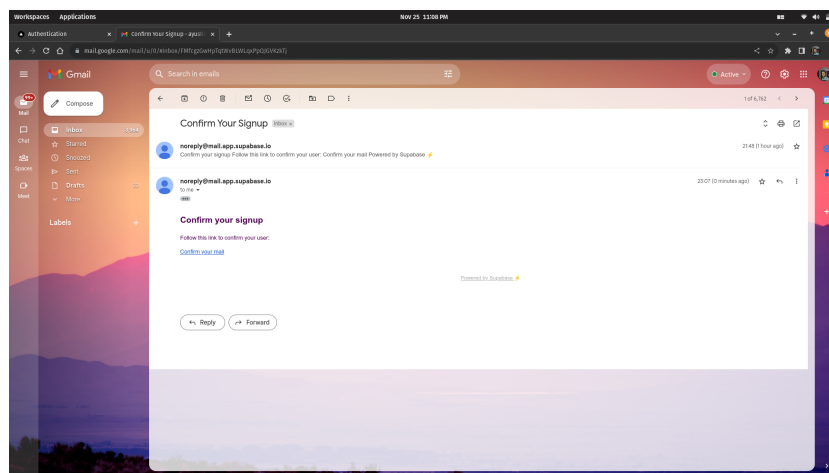 Workspaces Applications Nov 25 11:08 PM
Authentication × Confirm Your Signup - ayush × +
mail.google.com/mail/u/0/#inbox/
Gmail Search in emails Active
99+
Mail Compose 1 of 6,762
Confirm Your Signup Inbox ×
Inbox
Chat Starred
noreply@mail.app.supabase.io 21:48 (1 hour ago)
Confirm your signup Follow this link to confirm your user: Confirm your mail Powered by Supabase ⚡
Snoozed
Spaces Sent
noreply@mail.app.supabase.io 23:07 (0 minutes ago)
to me
Drafts
Meet More
Labels +
Confirm your signup
Follow this link to confirm your user:
Confirm your mail
Powered by Supabase ⚡
Reply Forward